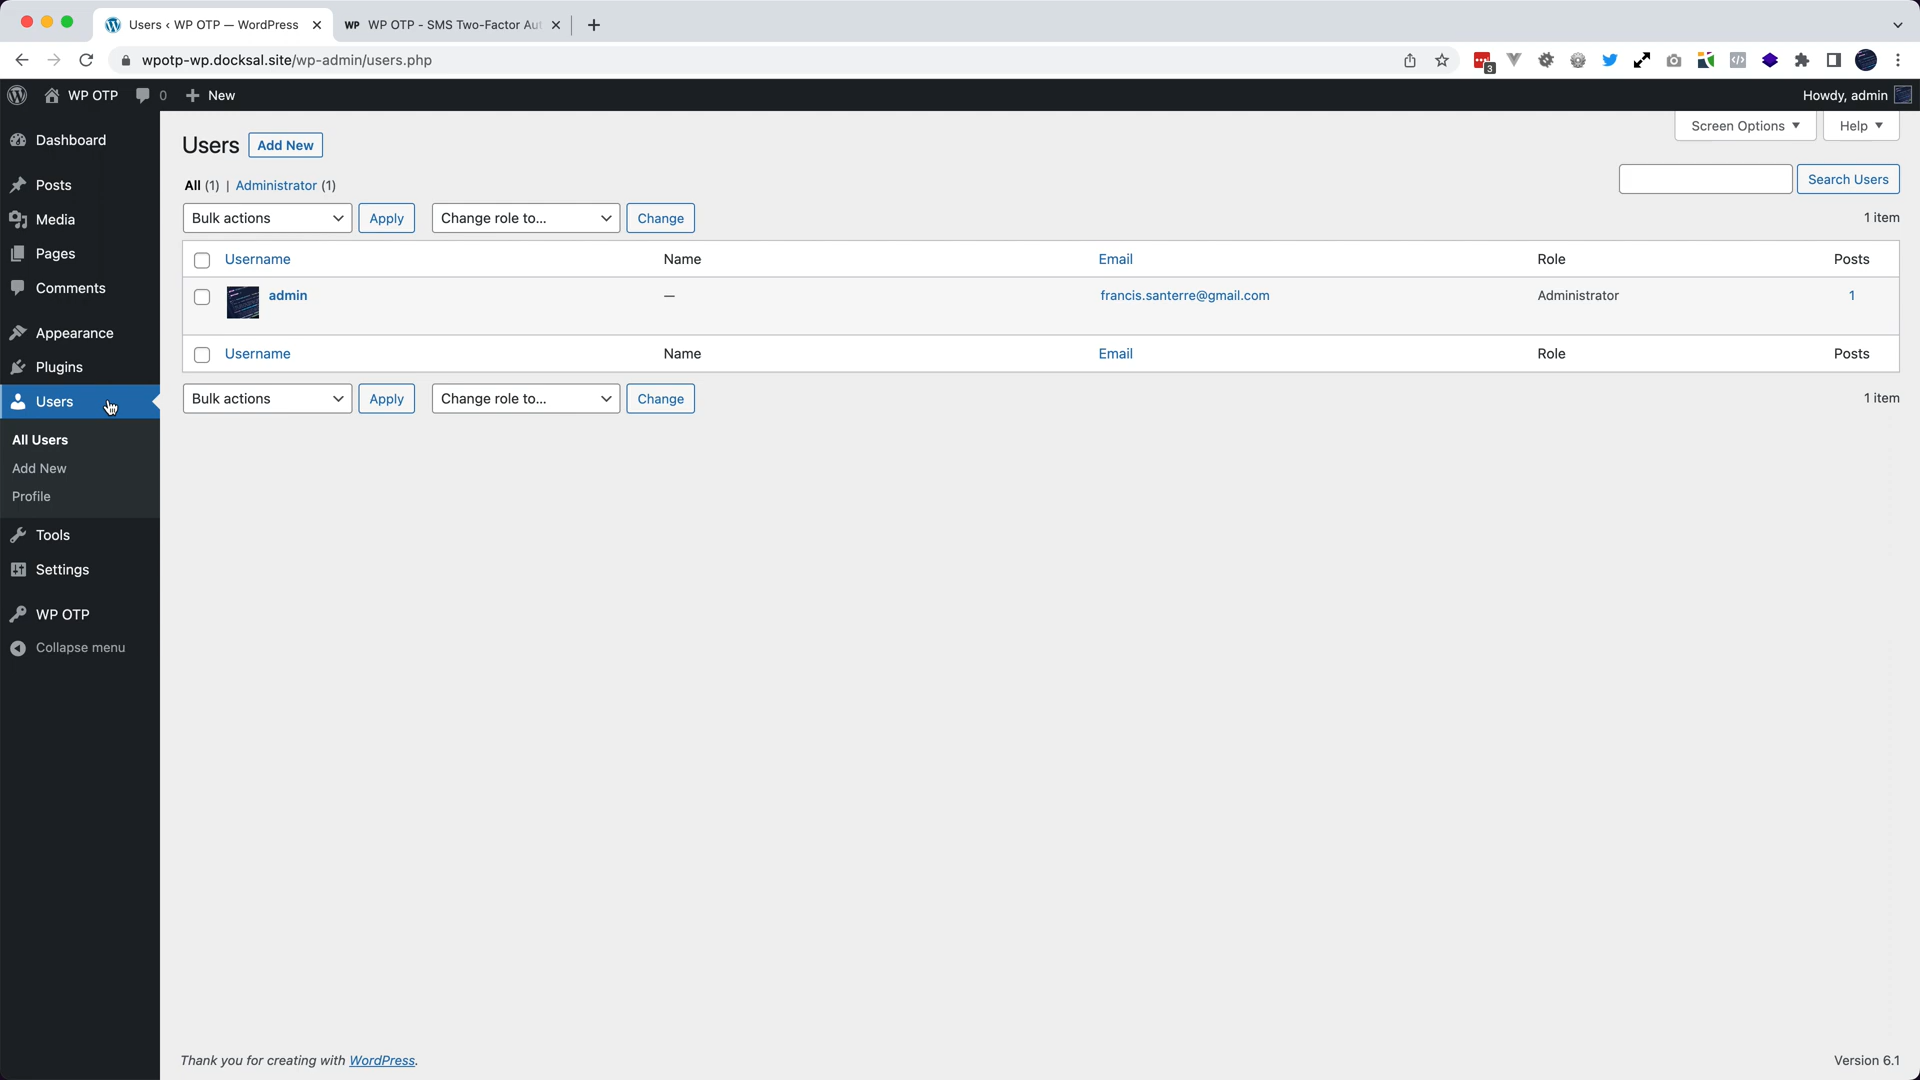 Users ‹ WP OTP — WordPress
WP WP OTP - SMS Two-Factor Aut
wpotp-wp.docksal.site/wp-admin/users.php
3
WP OTP 0 New
Howdy, admin
Dashboard
Posts
Media
Pages
Comments
Appearance
Plugins
Users
All Users
Add New
Profile
Tools
Settings
WP OTP
Collapse menu
Screen Options Help
Users Add New
All (1) | Administrator (1)
Search Users
Bulk actions Apply Change role to... Change 1 item
Username Name Email Role Posts
admin — francis.santerre@gmail.com Administrator 1
Username Name Email Role Posts
Bulk actions Apply Change role to... Change 1 item
Thank you for creating with WordPress.
Version 6.1